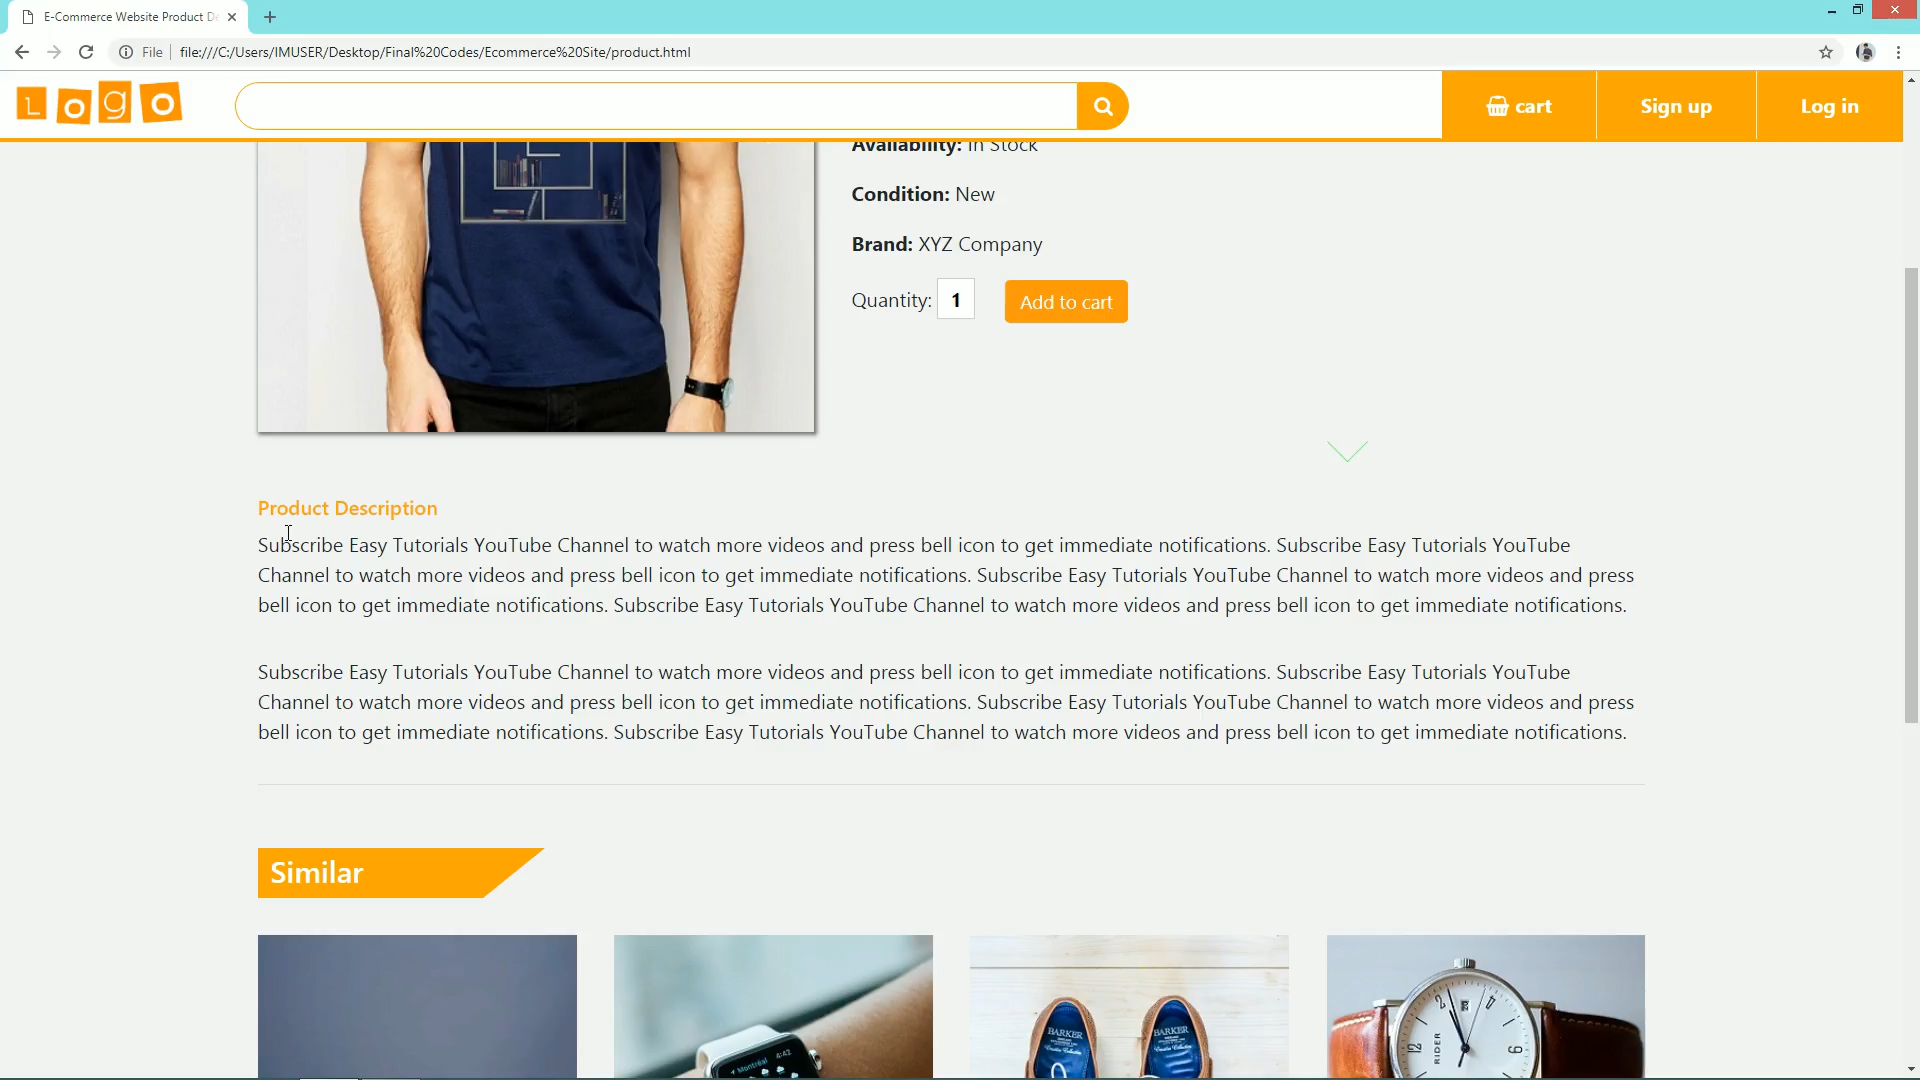 E-Commerce Website Product De
File file:///C:/Users/IMUSER/Desktop/Final%20Codes/Ecommerce%20Site/product.html
Logo
cart
Sign up
Log in
Availability: In Stock
Condition: New
Brand: XYZ Company
Quantity: 1 Add to cart
Product Description
Subscribe Easy Tutorials YouTube Channel to watch more videos and press bell icon to get immediate notifications. Subscribe Easy Tutorials YouTube
Channel to watch more videos and press bell icon to get immediate notifications. Subscribe Easy Tutorials YouTube Channel to watch more videos and press
bell icon to get immediate notifications. Subscribe Easy Tutorials YouTube Channel to watch more videos and press bell icon to get immediate notifications.
Subscribe Easy Tutorials YouTube Channel to watch more videos and press bell icon to get immediate notifications. Subscribe Easy Tutorials YouTube
Channel to watch more videos and press bell icon to get immediate notifications. Subscribe Easy Tutorials YouTube Channel to watch more videos and press
bell icon to get immediate notifications. Subscribe Easy Tutorials YouTube Channel to watch more videos and press bell icon to get immediate notifications.
Similar
Montréal 4:42
BARKER
BARKER
RIDER
2 4 6 12